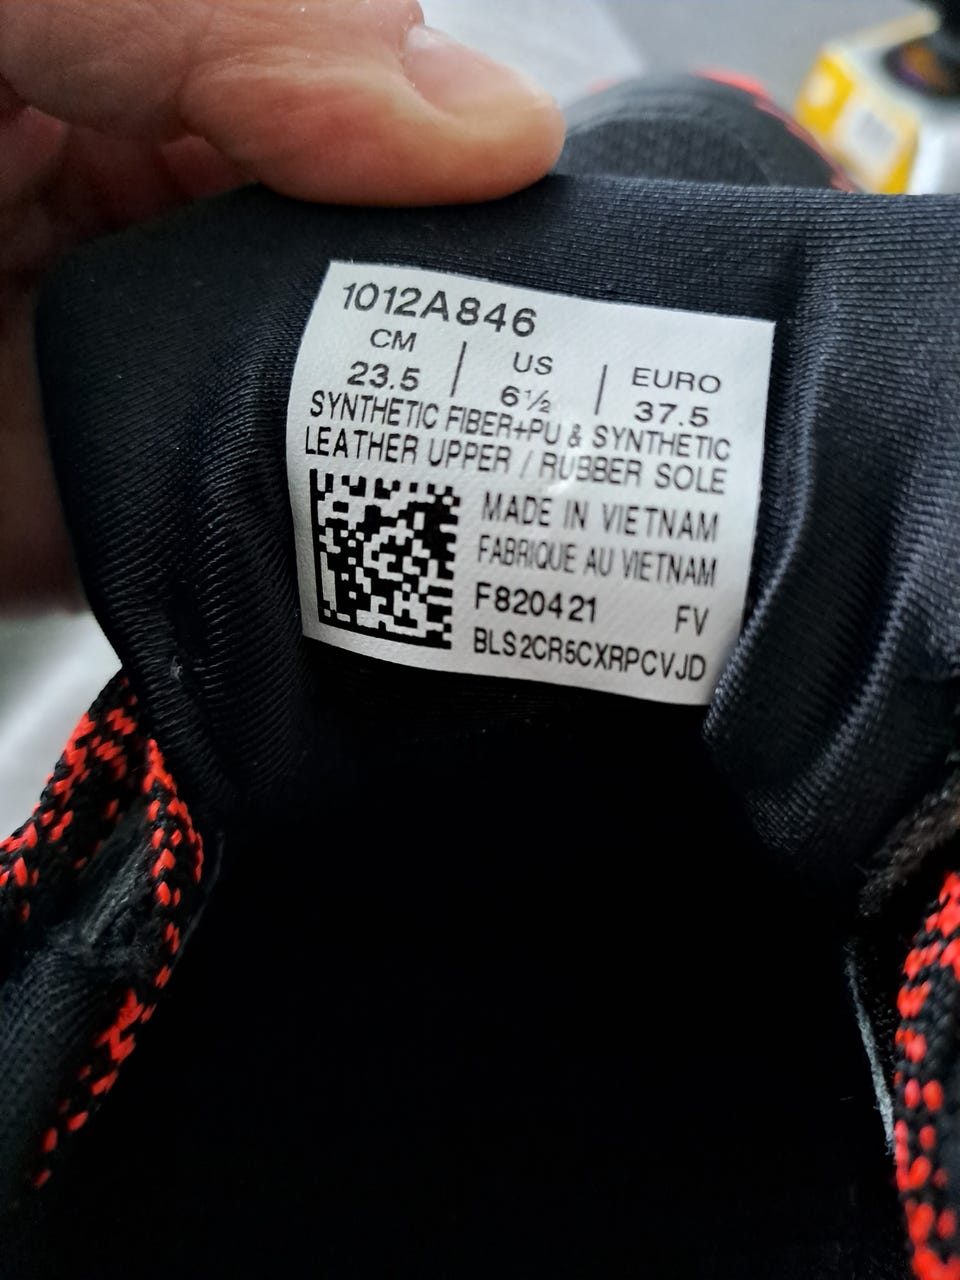 1012A846
CM | US | EURO
23.5 | 6½ | 37.5
SYNTHETIC FIBER+PU & SYNTHETIC
LEATHER UPPER / RUBBER SOLE
MADE IN VIETNAM
FABRIQUE AU VIETNAM
F820421 FV
BLS2CR5CXRPCVJD